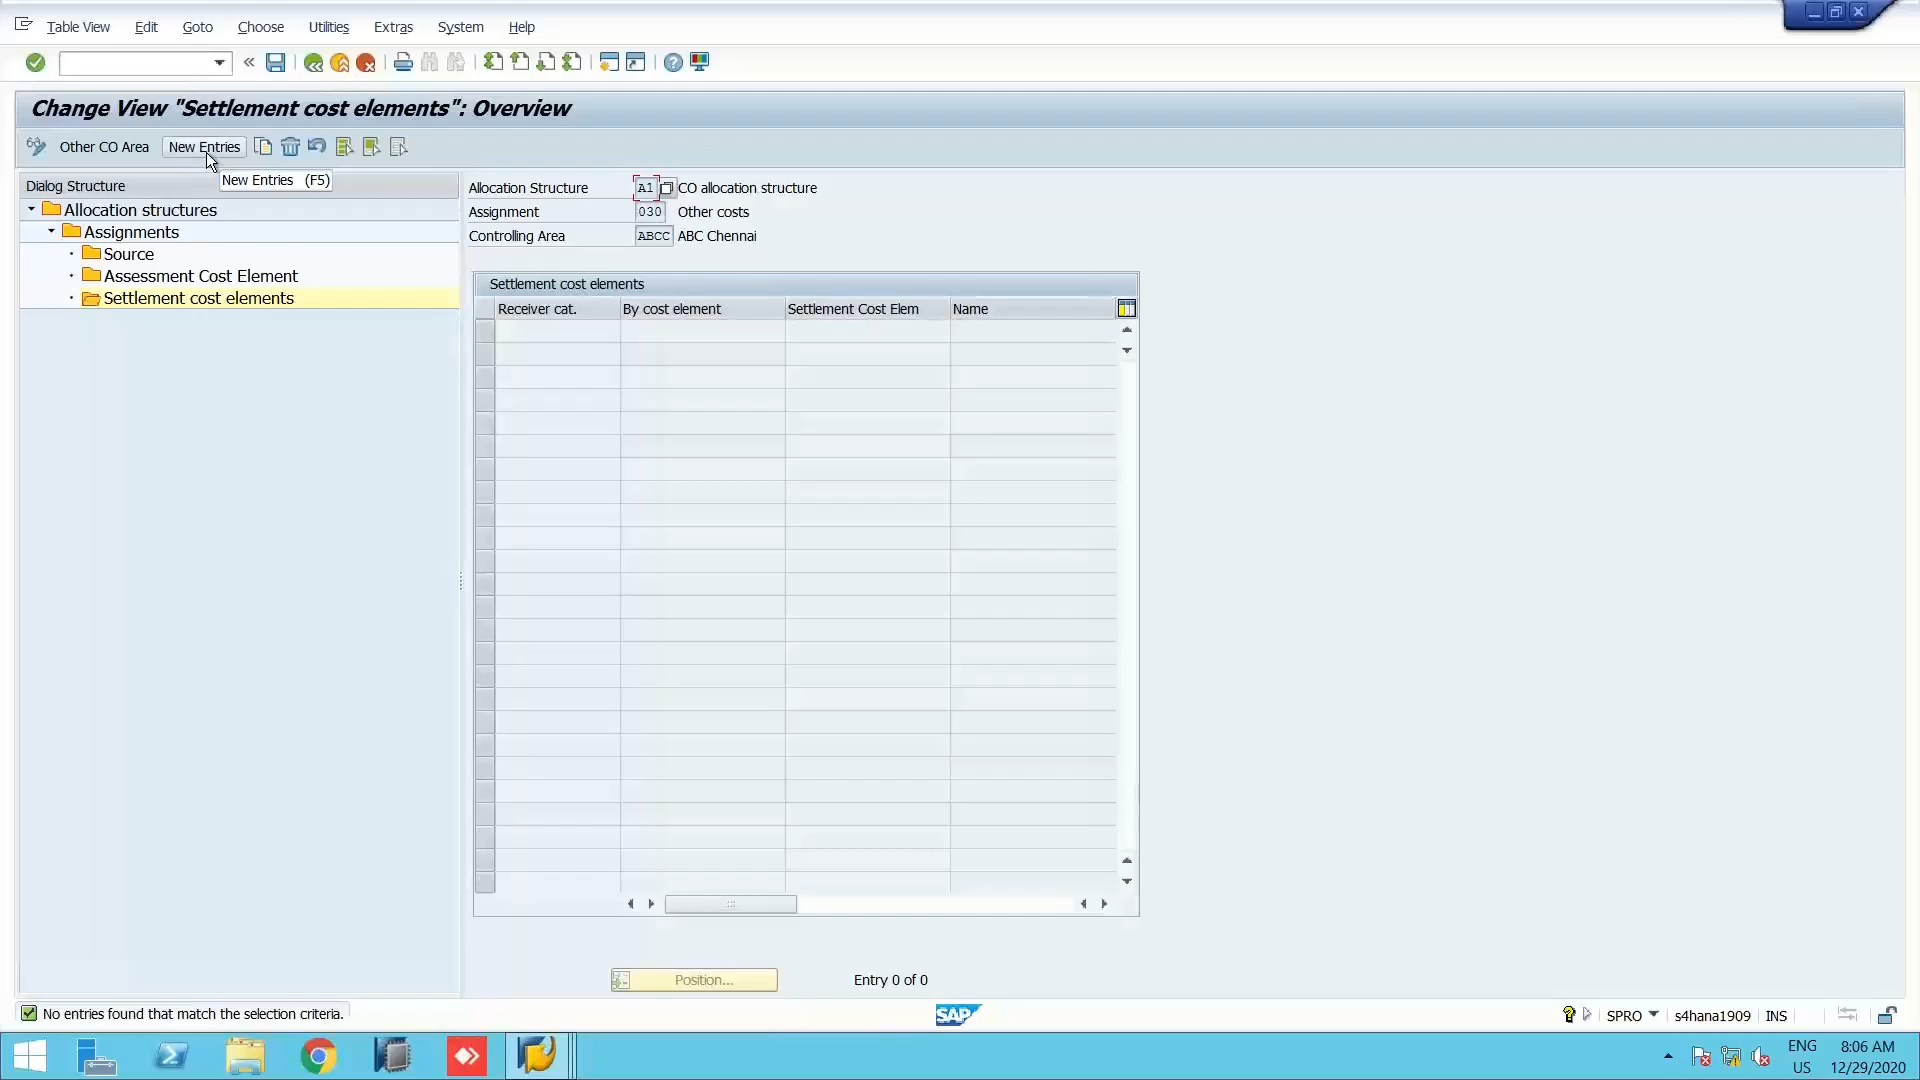 Table View Edit Goto Choose Utilities Extras System Help
Change View "Settlement cost elements": Overview
Other CO Area New Entries
New Entries (F5)
Dialog Structure
Allocation structures
Assignments
Source
Assessment Cost Element
Settlement cost elements
Allocation Structure A1 CO allocation structure
Assignment 030 Other costs
Controlling Area ABCC ABC Chennai
Settlement cost elements
Receiver cat. By cost element Settlement Cost Elem Name
Position... Entry 0 of 0
No entries found that match the selection criteria.
SAP
SPRO s4hana1909 INS
ENG 8:06 AM
US 12/29/2020